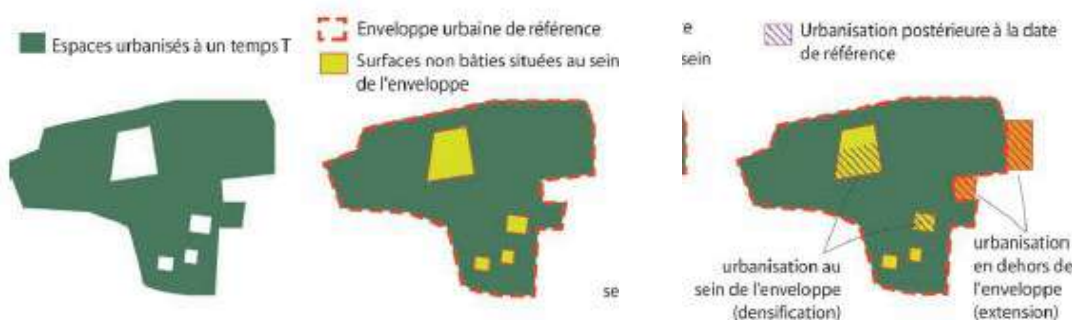 Espaces urbanisés à un temps T
Enveloppe urbaine de référence
Surfaces non bâties situées au sein
de l'enveloppe
se
re
sein
Urbanisation postérieure à la date
de référence
urbanisation au
sein de l'enveloppe
(densification)
urbanisation
en dehors de
l'enveloppe
(extension)